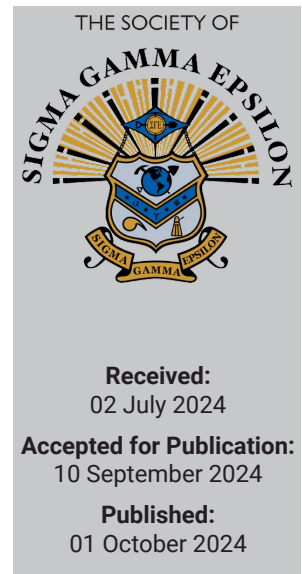 THE SOCIETY OF
SIGMA GAMMA EPSILON
ΣΓΕ
α γ υ
SIGMA GAMMA EPSILON
Received:
02 July 2024
Accepted for Publication:
10 September 2024
Published:
01 October 2024